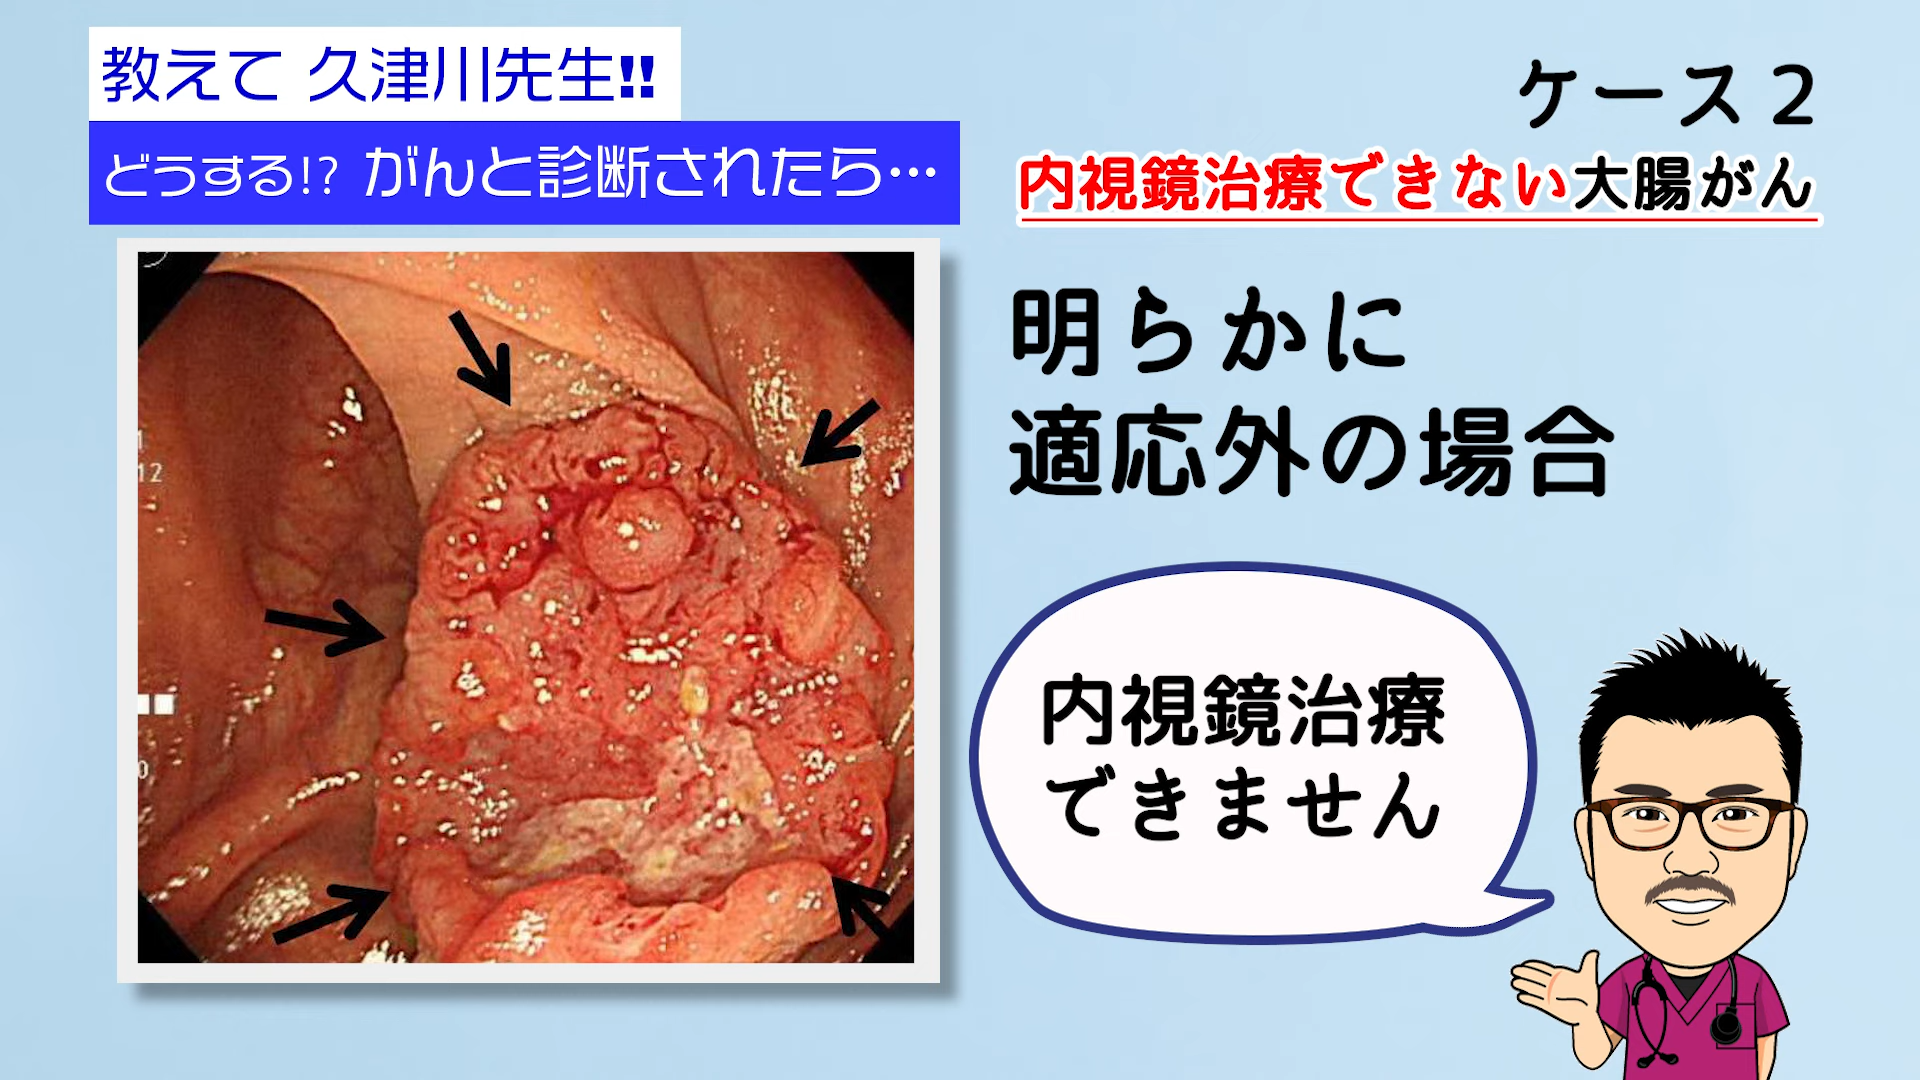 教えて 久津川先生!!
どうする!? がんと診断されたら…
ケース２
内視鏡治療できない大腸がん
明らかに
適応外の場合
12
内視鏡治療
できません